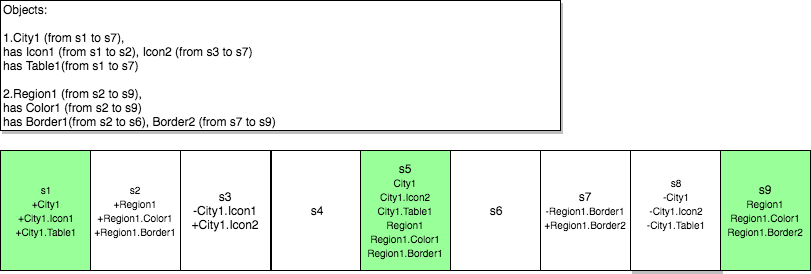 Objects:
1.City1 (from s1 to s7),
has Icon1 (from s1 to s2), Icon2 (from s3 to s7)
has Table1(from s1 to s7)
2.Region1 (from s2 to s9),
has Color1 (from s2 to s9)
has Border1(from s2 to s6), Border2 (from s7 to s9)
s1
+City1
+City1.Icon1
+City1.Table1
s2
+Region1
+Region1.Color1
+Region1.Border1
s3
-City1.Icon1
+City1.Icon2
s4
s5
City1
City1.Icon2
City1.Table1
Region1
Region1.Color1
Region1.Border1
s6
s7
-Region1.Border1
+Region1.Border2
s8
-City1
-City1.Icon2
-City1.Table1
s9
Region1
Region1.Color1
Region1.Border2